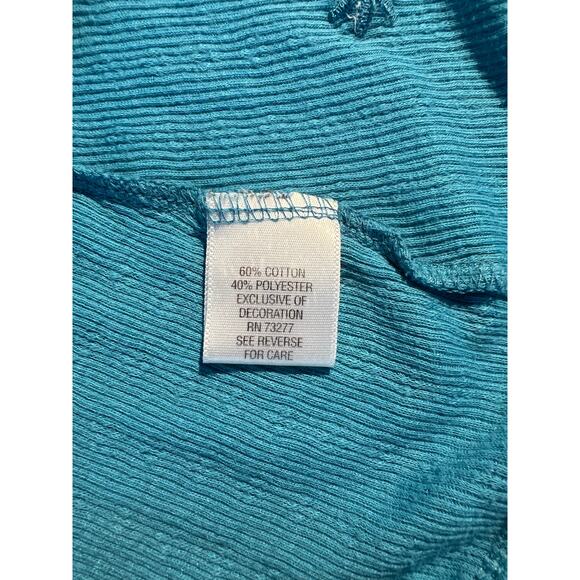 60% COTTON
40% POLYESTER
EXCLUSIVE OF
DECORATION
RN 73277
SEE REVERSE
FOR CARE